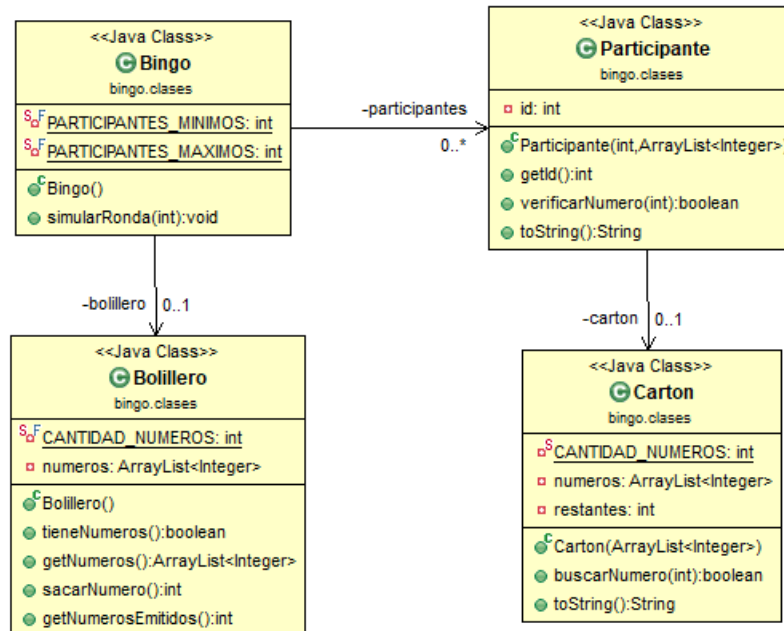 <<Java Class>>
Bingo
bingo.clases
PARTICIPANTES_MINIMOS: int
PARTICIPANTES_MAXIMOS: int
Bingo()
simularRonda(int):void
-participantes
0..*
<<Java Class>>
Participante
bingo.clases
id: int
Participante(int,ArrayList<Integer>)
getId():int
verificarNumero(int):boolean
toString():String
-bolillero
0..1
-carton
0..1
<<Java Class>>
Bolillero
bingo.clases
CANTIDAD_NUMEROS: int
numeros: ArrayList<Integer>
Bolillero()
tieneNumeros():boolean
getNumeros():ArrayList<Integer>
sacarNumero():int
getNumerosEmitidos():int
<<Java Class>>
Carton
bingo.clases
CANTIDAD_NUMEROS: int
numeros: ArrayList<Integer>
restantes: int
Carton(ArrayList<Integer>)
buscarNumero(int):boolean
toString():String